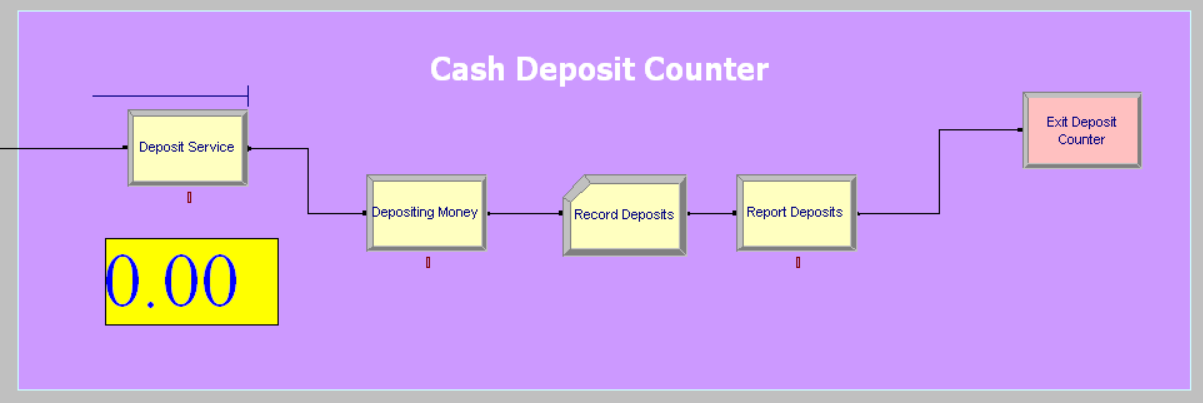 Cash Deposit Counter
Deposit Service
Exit Deposit
Counter
Depositing Money
Record Deposits
Report Deposits
0.00